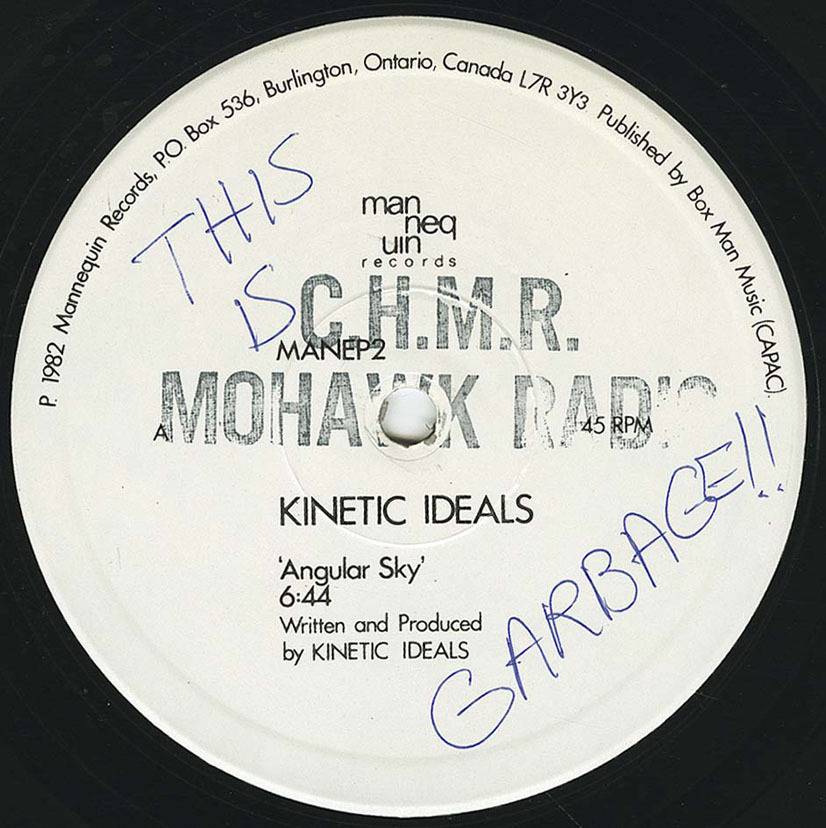 P. 1982 Mannequin Records, P.O. Box 536, Burlington, Ontario, Canada L7R 3Y3 Published by Box Man Music (CAPAC).
THIS
IS
man
neq
uin
records
C.H.M.R.
MANEP2
MOHAWK RADIO
A
45 RPM
KINETIC IDEALS
'Angular Sky'
6:44
Written and Produced
by KINETIC IDEALS
GARBAGE!!